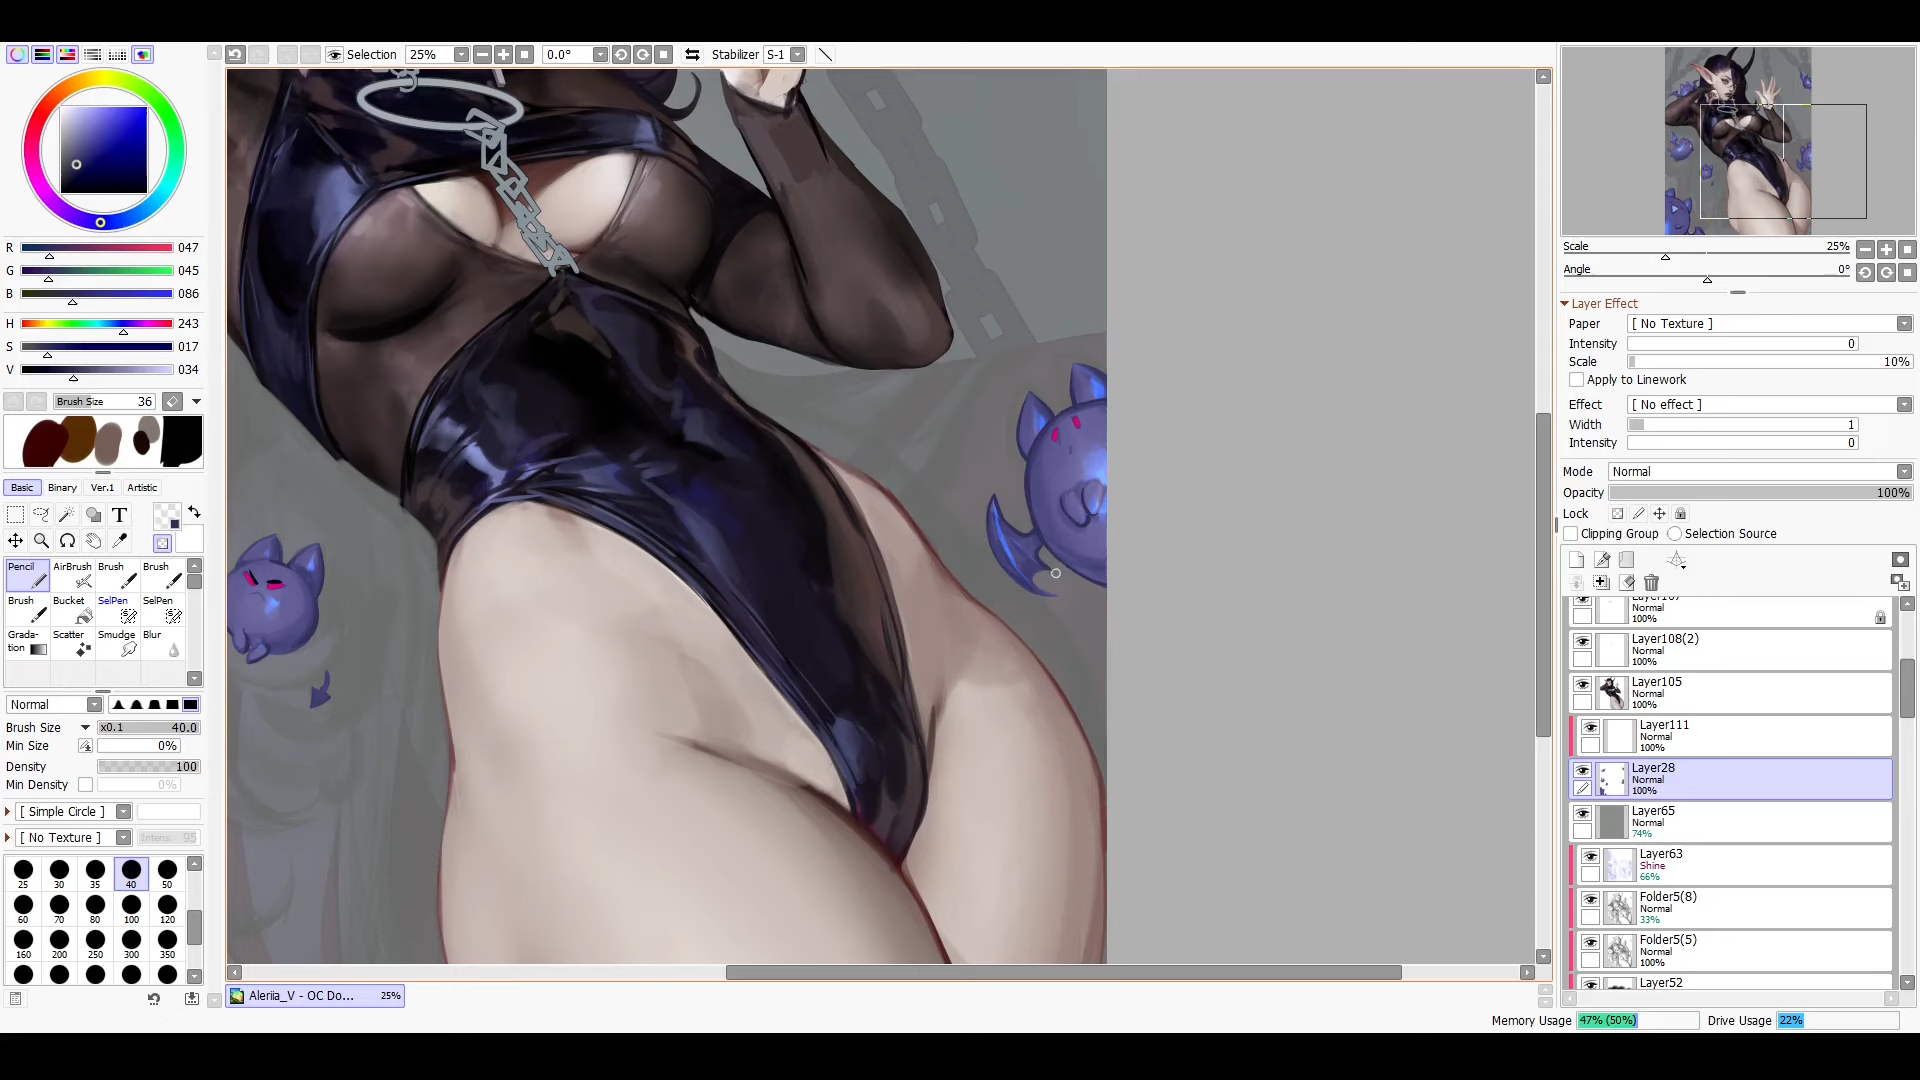 Selection 25% 0.0° Stabilizer S-1
R 047
G 045
B 086
H 243
S 017
V 034
Brush Size 36
Basic Binary Ver.1 Artistic
T
Pencil AirBrush Brush Brush
Brush Bucket SelPen SelPen
Grada-
tion Scatter Smudge Blur
Normal
Brush Size x0.1 40.0
Min Size 0%
Density 100
Min Density 0%
[ Simple Circle ]
[ No Texture ] Intens. 95
25 30 35 40 50
60 70 80 100 120
160 200 250 300 350
Aleriia_V - OC Do... 25%
Scale 25%
Angle 0°
Layer Effect
Paper [ No Texture ]
Intensity 0
Scale 10%
Apply to Linework
Effect [ No effect ]
Width 1
Intensity 0
Mode Normal
Opacity 100%
Lock
Clipping Group Selection Source
Normal
100%
Layer108(2)
Normal
100%
Layer105
Normal
100%
Layer111
Normal
100%
Layer28
Normal
100%
Layer65
Normal
74%
Layer63
Shine
66%
Folder5(8)
Normal
33%
Folder5(5)
Normal
100%
Layer52
Memory Usage 47% (50%) Drive Usage 22%